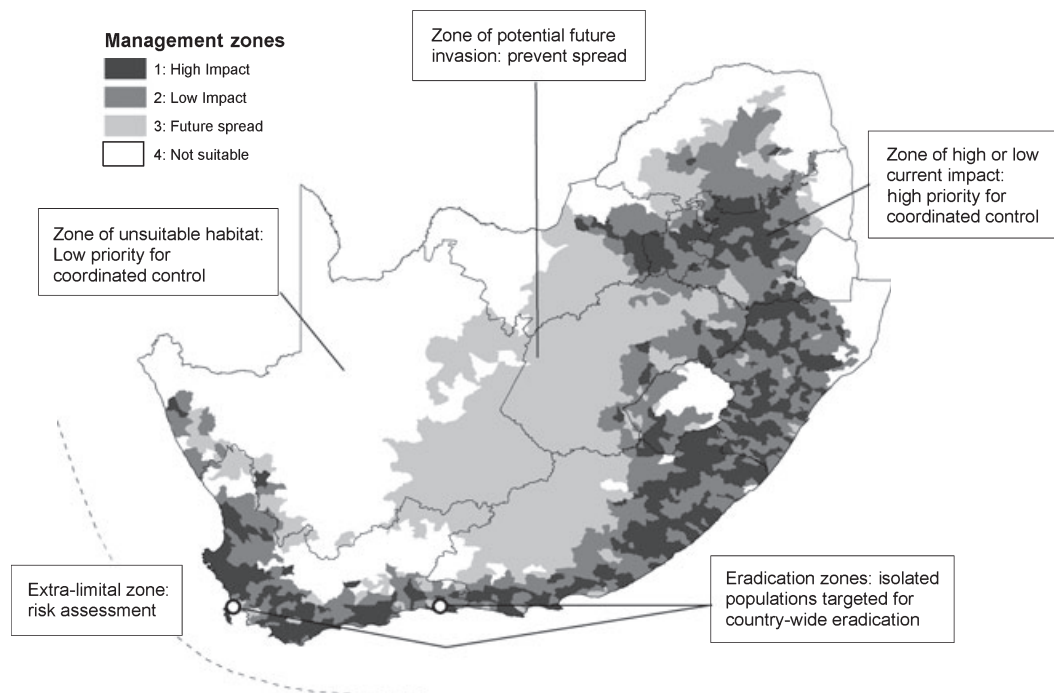 Management zones
1: High Impact
2: Low Impact
3: Future spread
4: Not suitable
Zone of potential future
invasion: prevent spread
Zone of high or low
current impact:
high priority for
coordinated control
Zone of unsuitable habitat:
Low priority for
coordinated control
Extra-limital zone:
risk assessment
Eradication zones: isolated
populations targeted for
country-wide eradication